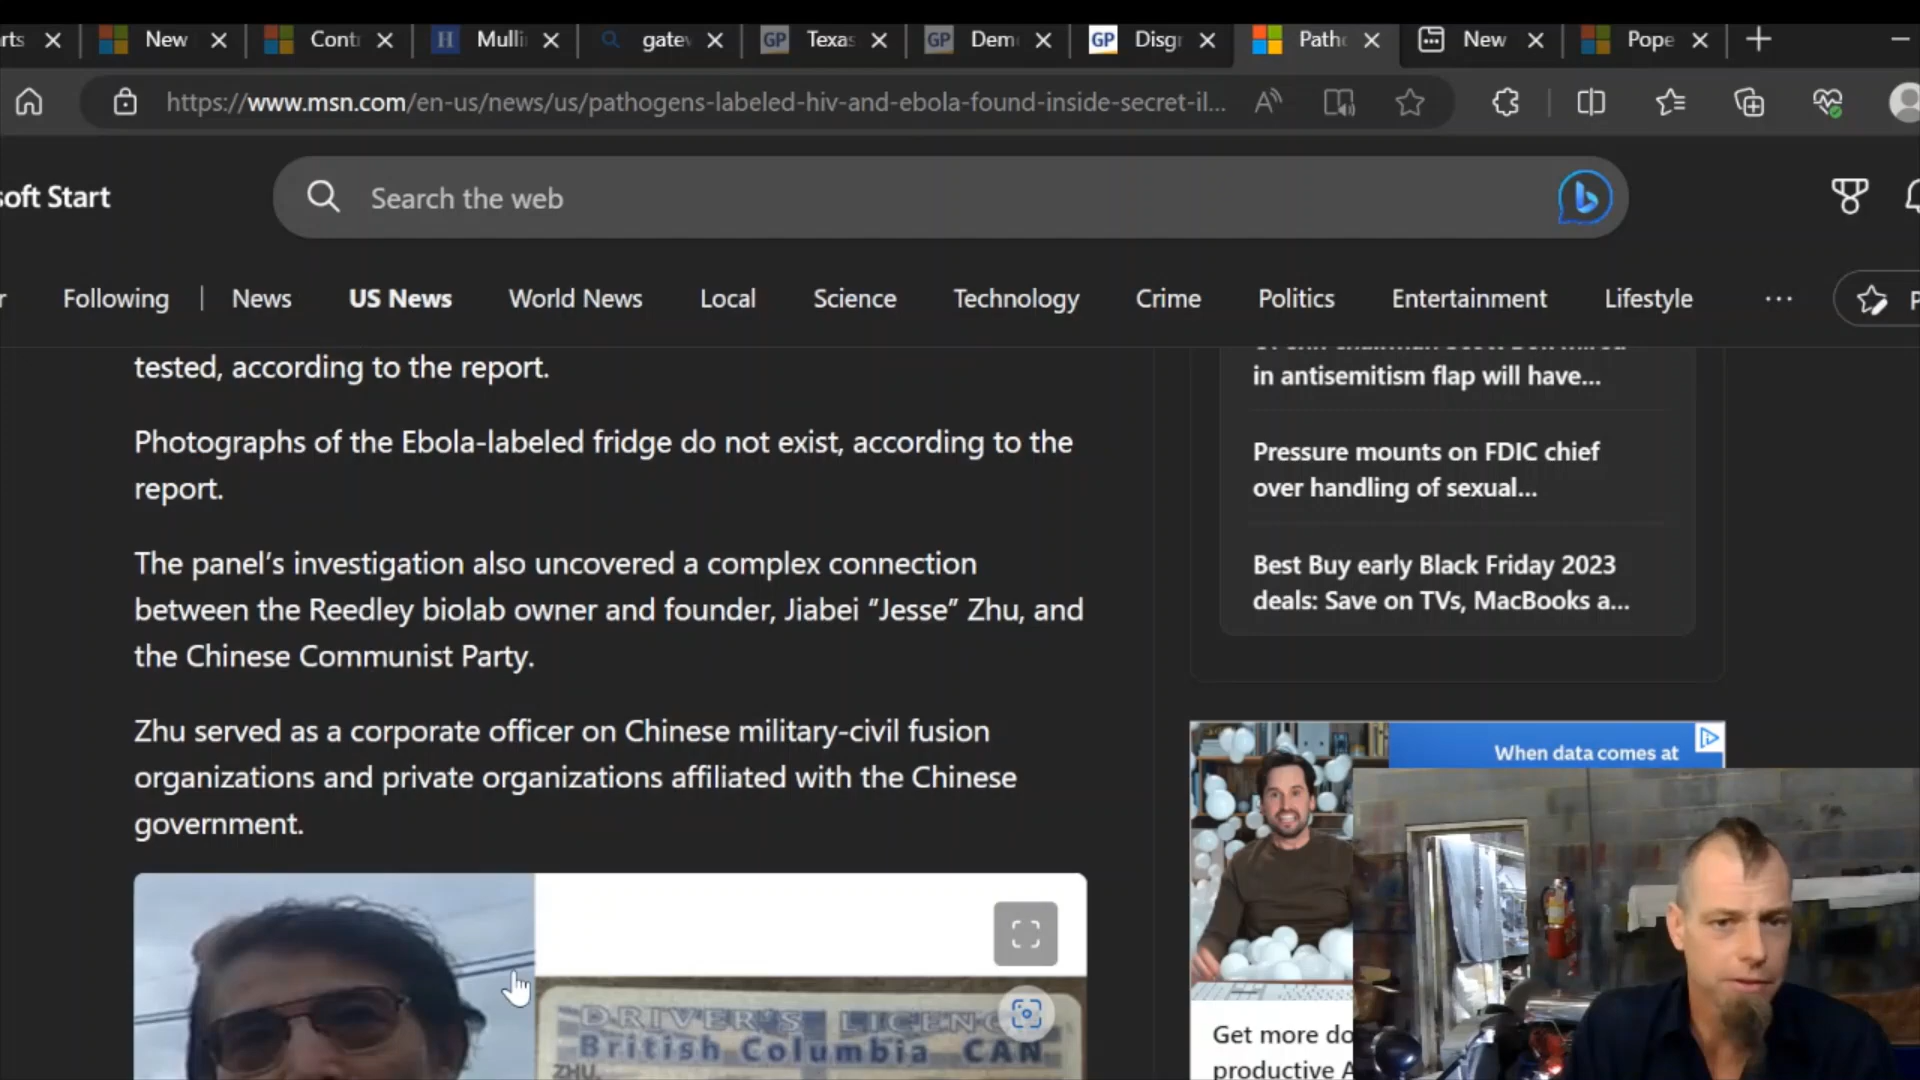 rts
New
Cont
Mulli
gatev
GP
Texas
GP
Dem
GP
Disgr
Path
New
Pope
https://www.msn.com/en-us/news/us/pathogens-labeled-hiv-and-ebola-found-inside-secret-il...
soft Start
Search the web
Following
News
US News
World News
Local
Science
Technology
Crime
Politics
Entertainment
Lifestyle
tested, according to the report.
Photographs of the Ebola-labeled fridge do not exist, according to the
report.
The panel’s investigation also uncovered a complex connection
between the Reedley biolab owner and founder, Jiabei “Jesse” Zhu, and
the Chinese Communist Party.
Zhu served as a corporate officer on Chinese military-civil fusion
organizations and private organizations affiliated with the Chinese
government.
DRIVER'S LICENC
British Columbia CAN
ZHU,
in antisemitism flap will have...
Pressure mounts on FDIC chief
over handling of sexual...
Best Buy early Black Friday 2023
deals: Save on TVs, MacBooks a...
When data comes at
Get more do
productive A